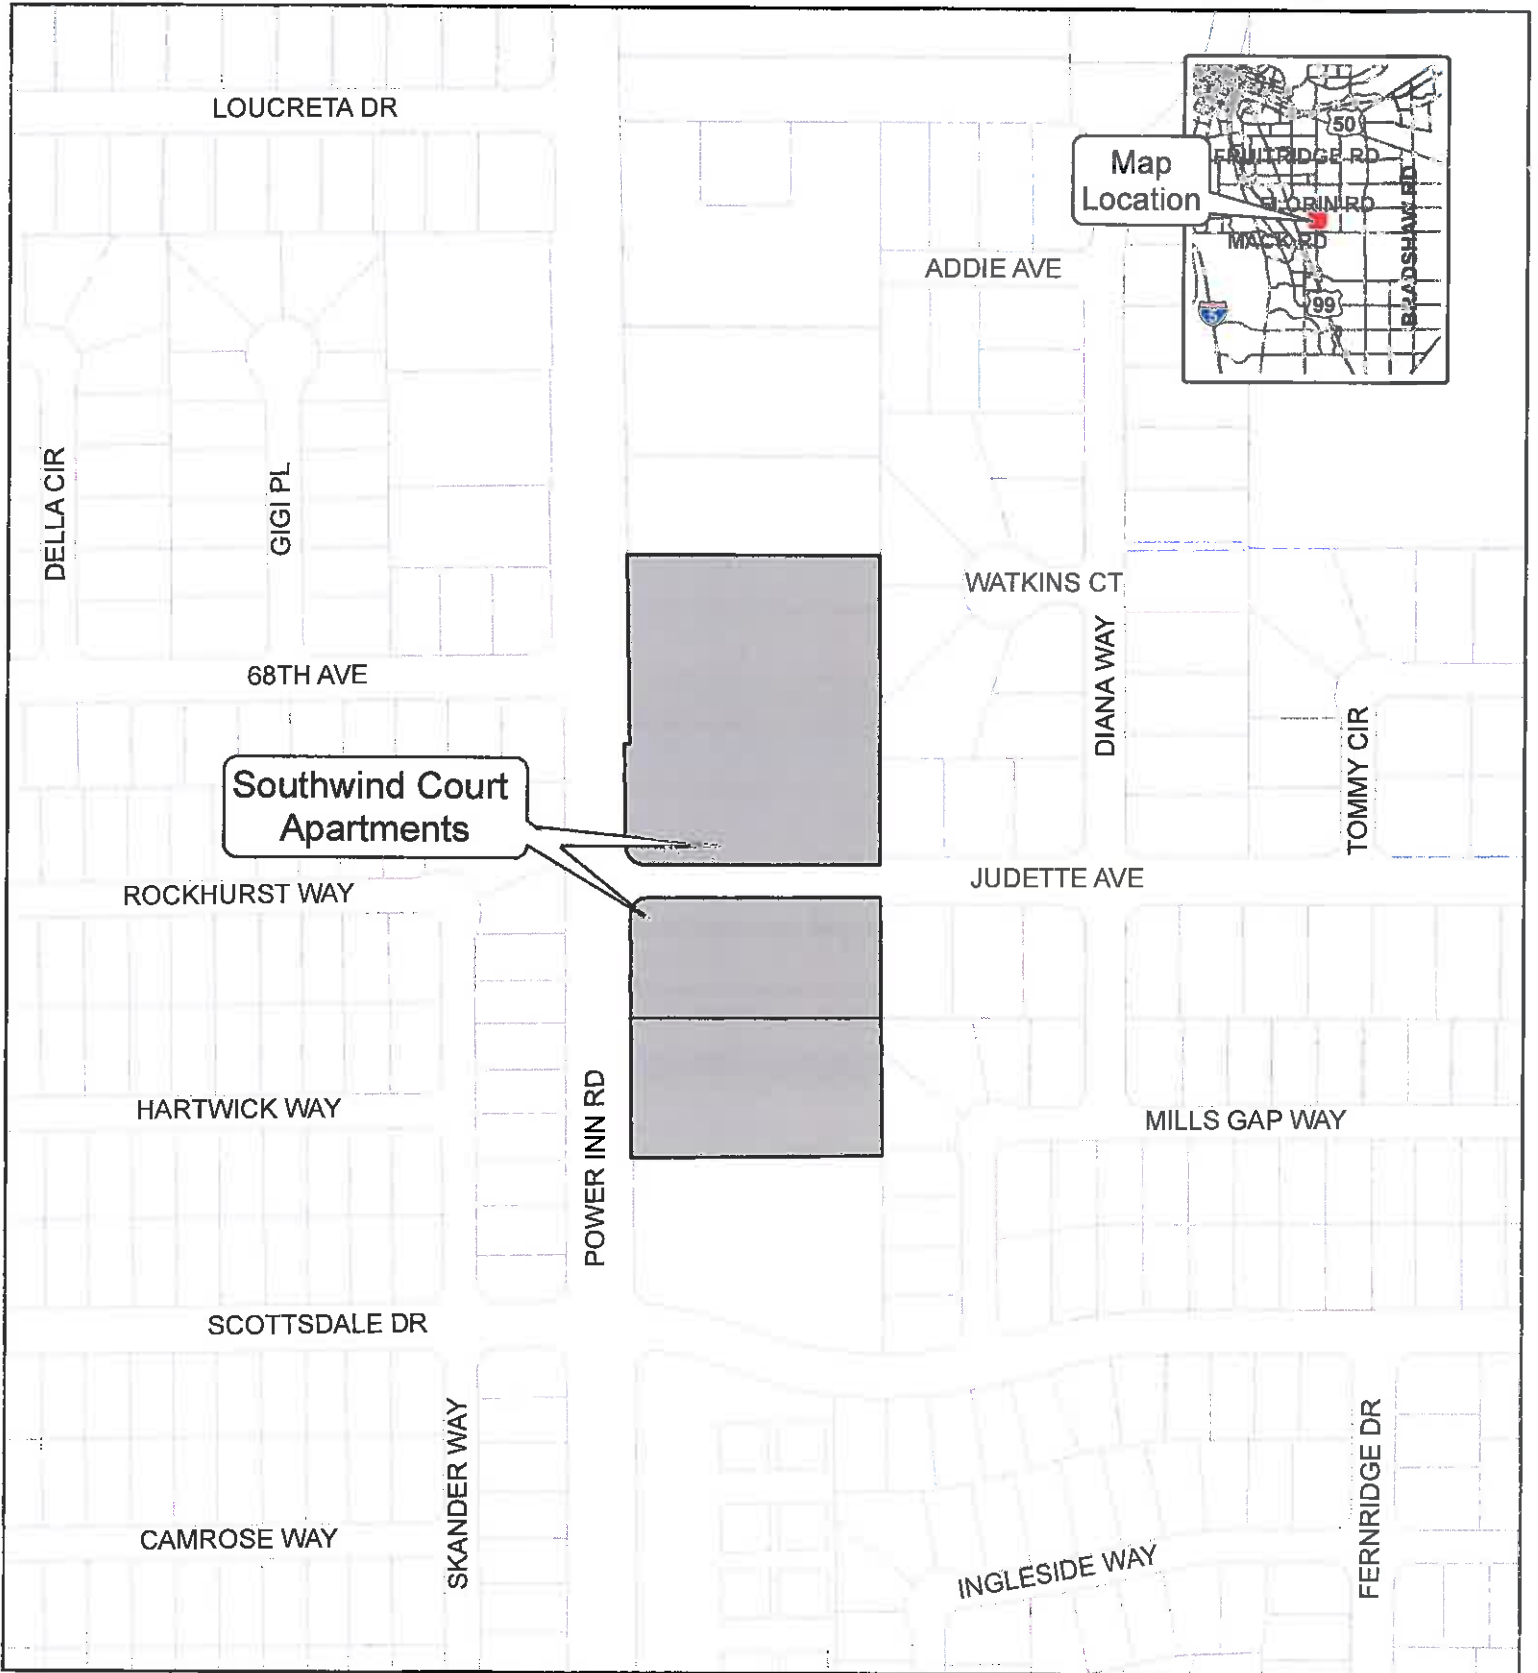 LOUCRETA DR
50
Map
Location
FRUITRIDGE RD
FLORIN RD
MACK RD
BRADSHAW RD
99
5
ADDIE AVE
DELLA CIR
GIGI PL
WATKINS CT
DIANA WAY
68TH AVE
TOMMY CIR
Southwind Court
Apartments
JUDETTE AVE
ROCKHURST WAY
HARTWICK WAY
POWER INN RD
MILLS GAP WAY
SCOTTSDALE DR
SKANDER WAY
FERNRIDGE DR
CAMROSE WAY
INGLESIDE WAY